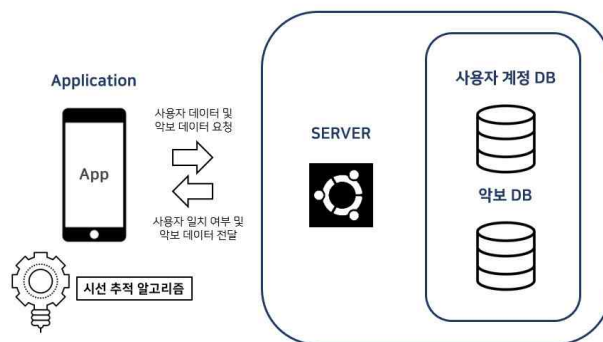 Application
App
사용자 데이터 및
악보 데이터 요청
사용자 일치 여부 및
악보 데이터 전달
시선 추적 알고리즘
SERVER
사용자 계정 DB
악보 DB